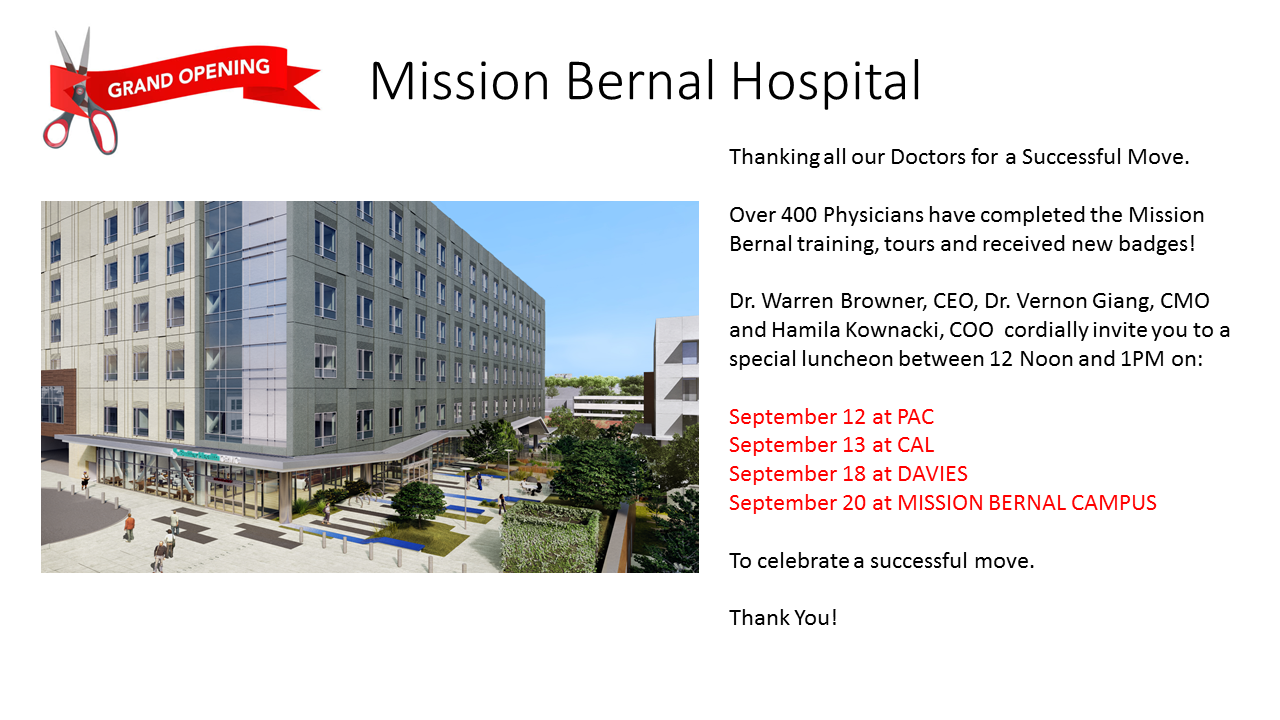 GRAND OPENING
Mission Bernal Hospital
Thanking all our Doctors for a Successful Move.
Over 400 Physicians have completed the Mission
Bernal training, tours and received new badges!
Dr. Warren Browner, CEO, Dr. Vernon Giang, CMO
and Hamila Kownacki, COO cordially invite you to a
special luncheon between 12 Noon and 1PM on:
September 12 at PAC
September 13 at CAL
September 18 at DAVIES
September 20 at MISSION BERNAL CAMPUS
To celebrate a successful move.
Thank You!